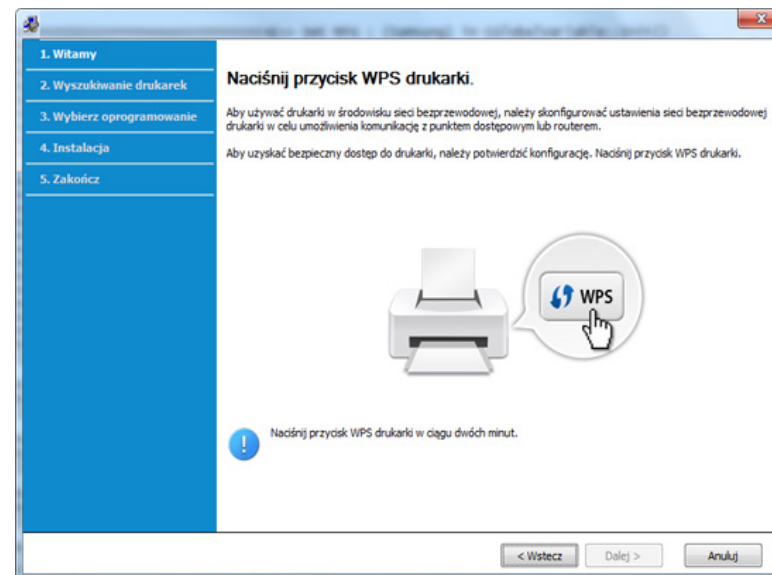 1. Witamy
2. Wyszukiwanie drukarek
3. Wybierz oprogramowanie
4. Instalacja
5. Zakończ
Naciśnij przycisk WPS drukarki.
Aby używać drukarki w środowisku sieci bezprzewodowej, należy skonfigurować ustawienia sieci bezprzewodowej
drukarki w celu umożliwienia komunikację z punktem dostępowym lub routerem.
Aby uzyskać bezpieczny dostęp do drukarki, należy potwierdzić konfigurację. Naciśnij przycisk WPS drukarki.
WPS
Naciśnij przycisk WPS drukarki w ciągu dwóch minut.
< Wstecz
Dalej >
Anuluj